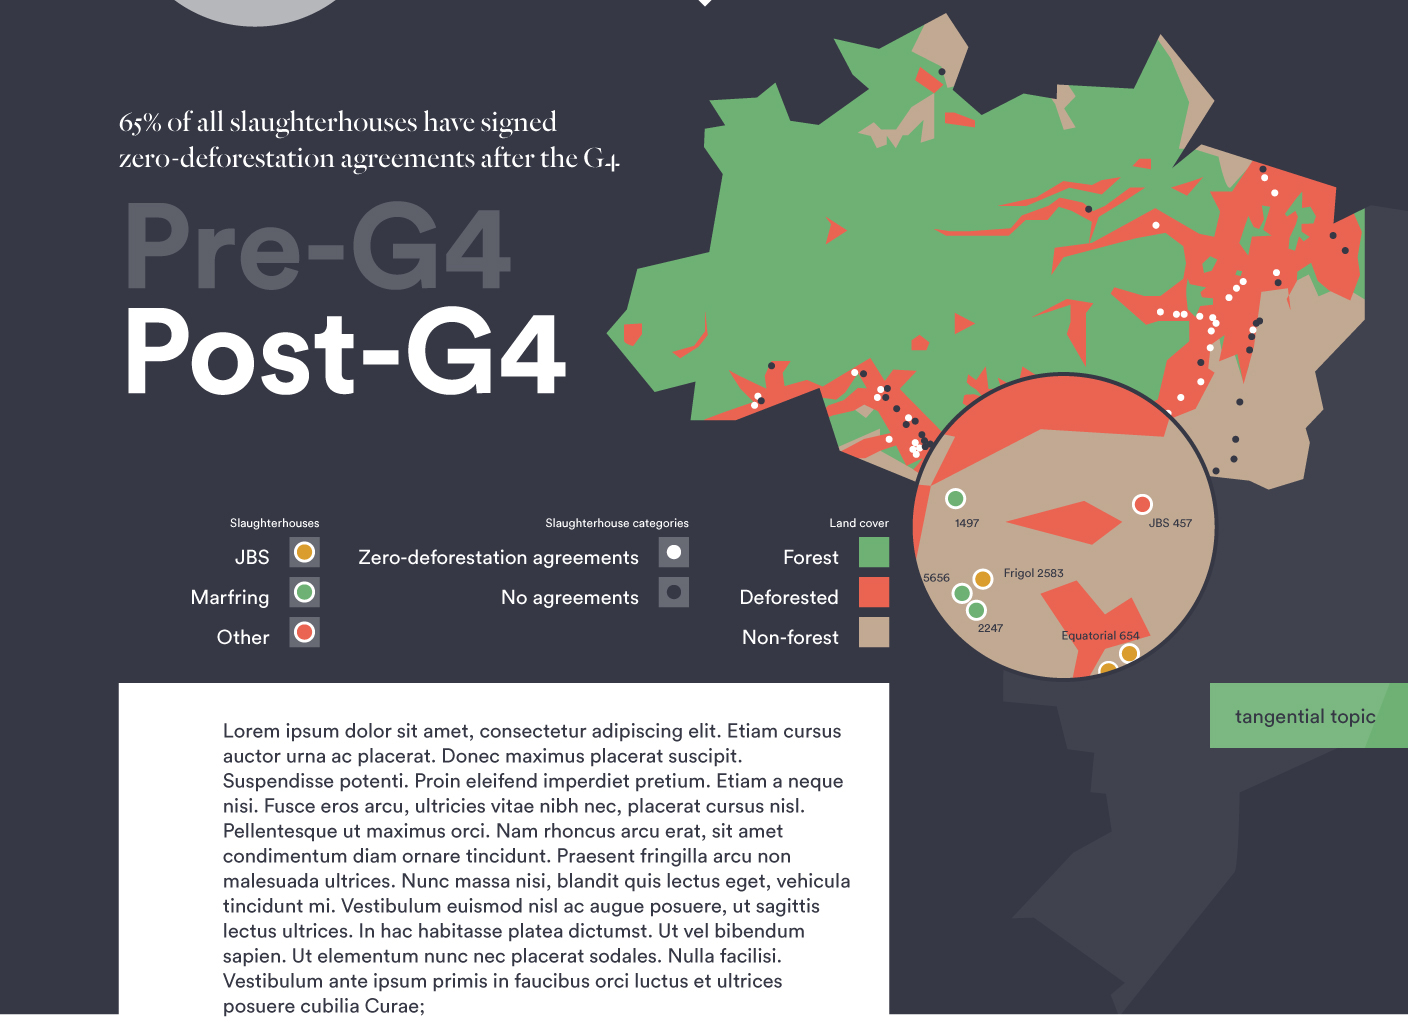 65% of all slaughterhouses have signed
zero-deforestation agreements after the G4
Pre-G4
Post-G4
Slaughterhouses
JBS
Marfring
Other
Slaughterhouse categories
Zero-deforestation agreements
No agreements
Land cover
Forest
Deforested
Non-forest
1497
JBS 457
5656
Frigol 2583
2247
Equatorial 654
tangential topic
Lorem ipsum dolor sit amet, consectetur adipiscing elit. Etiam cursus
auctor urna ac placerat. Donec maximus placerat suscipit.
Suspendisse potenti. Proin eleifend imperdiet pretium. Etiam a neque
nisi. Fusce eros arcu, ultricies vitae nibh nec, placerat cursus nisl.
Pellentesque ut maximus orci. Nam rhoncus arcu erat, sit amet
condimentum diam ornare tincidunt. Praesent fringilla arcu non
malesuada ultrices. Nunc massa nisi, blandit quis lectus eget, vehicula
tincidunt mi. Vestibulum euismod nisl ac augue posuere, ut sagittis
lectus ultrices. In hac habitasse platea dictumst. Ut vel bibendum
sapien. Ut elementum nunc nec placerat sodales. Nulla facilisi.
Vestibulum ante ipsum primis in faucibus orci luctus et ultrices
posuere cubilia Curae;